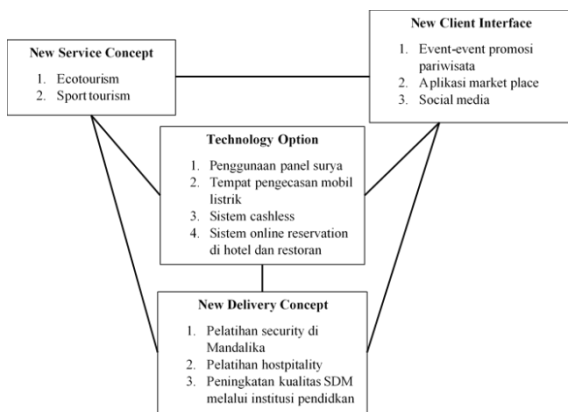 New Service Concept
1. Ecotourism
2. Sport tourism
New Client Interface
1. Event-event promosi
pariwisata
2. Aplikasi market place
3. Social media
Technology Option
1. Penggunaan panel surya
2. Tempat pengecasan mobil
listrik
3. Sistem cashless
4. Sistem online reservation
di hotel dan restoran
New Delivery Concept
1. Pelatihan security di
Mandalika
2. Pelatihan hostpitality
3. Peningkatan kualitas SDM
melalui institusi pendidkan